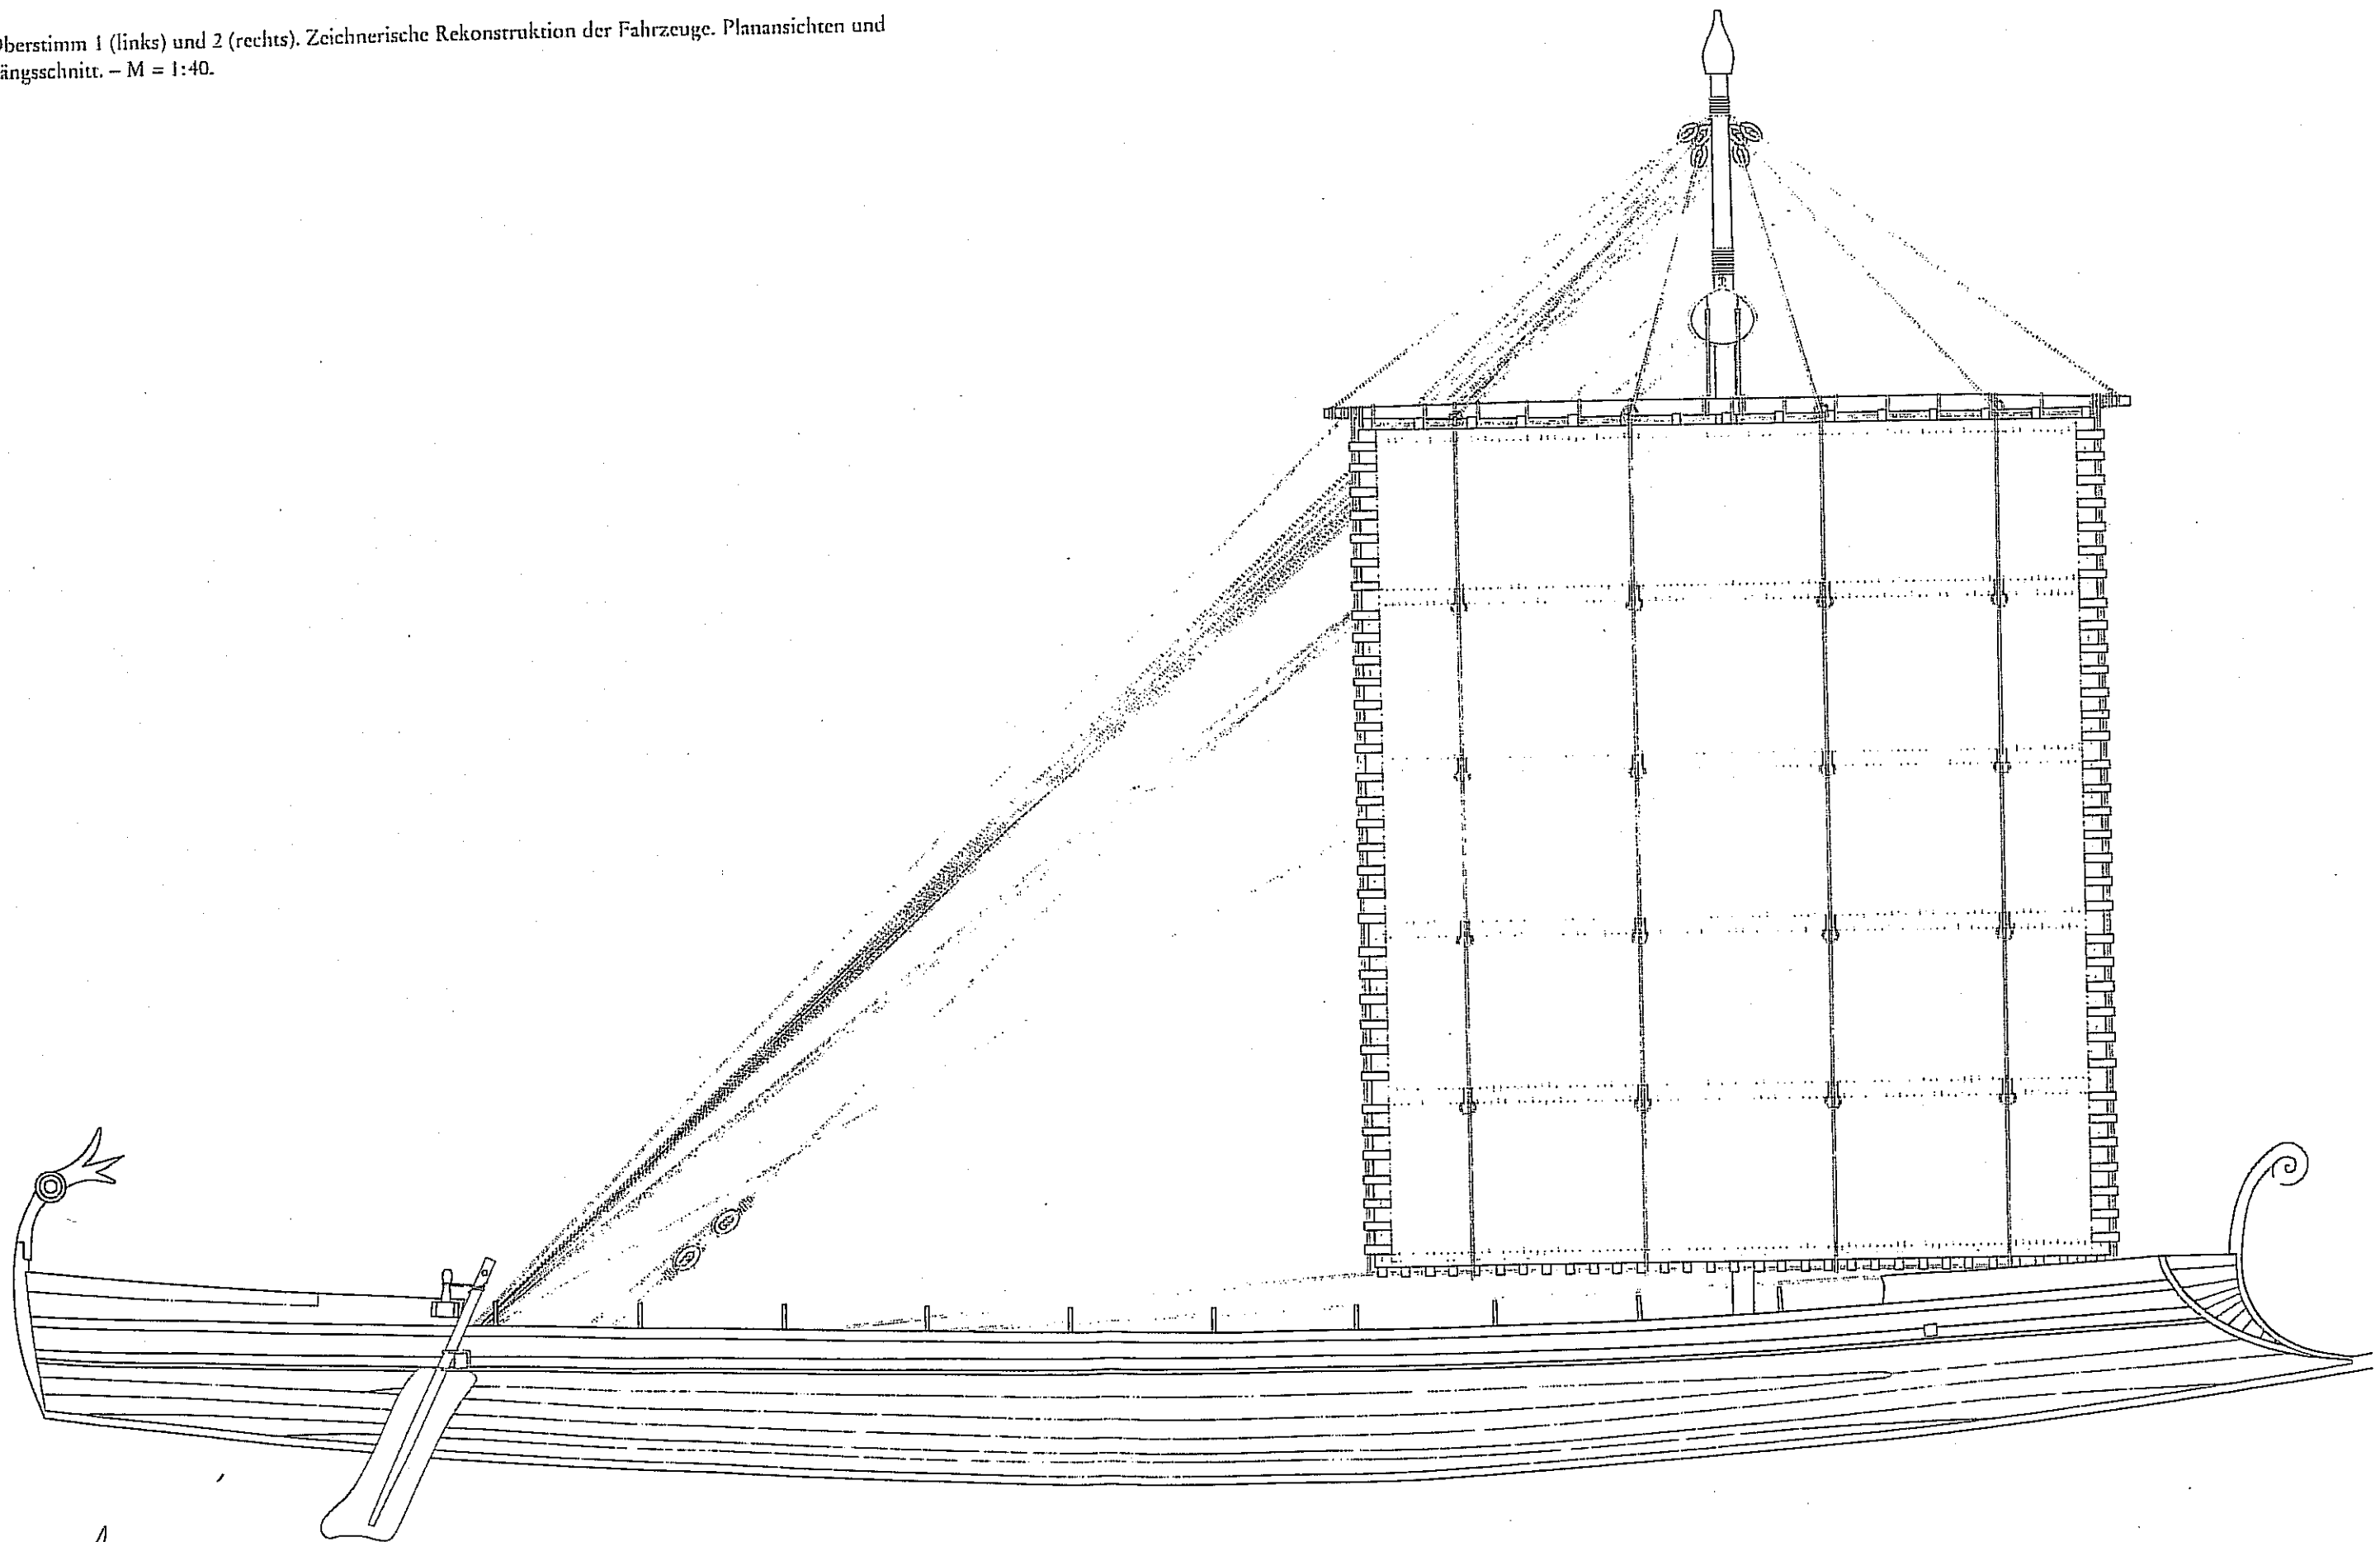 berstimm 1 (links) und 2 (rechts). Zeichnerische Rekonstruktion der Fahrzeuge. Planansichten und
ängsschnitt. – M = 1:40.